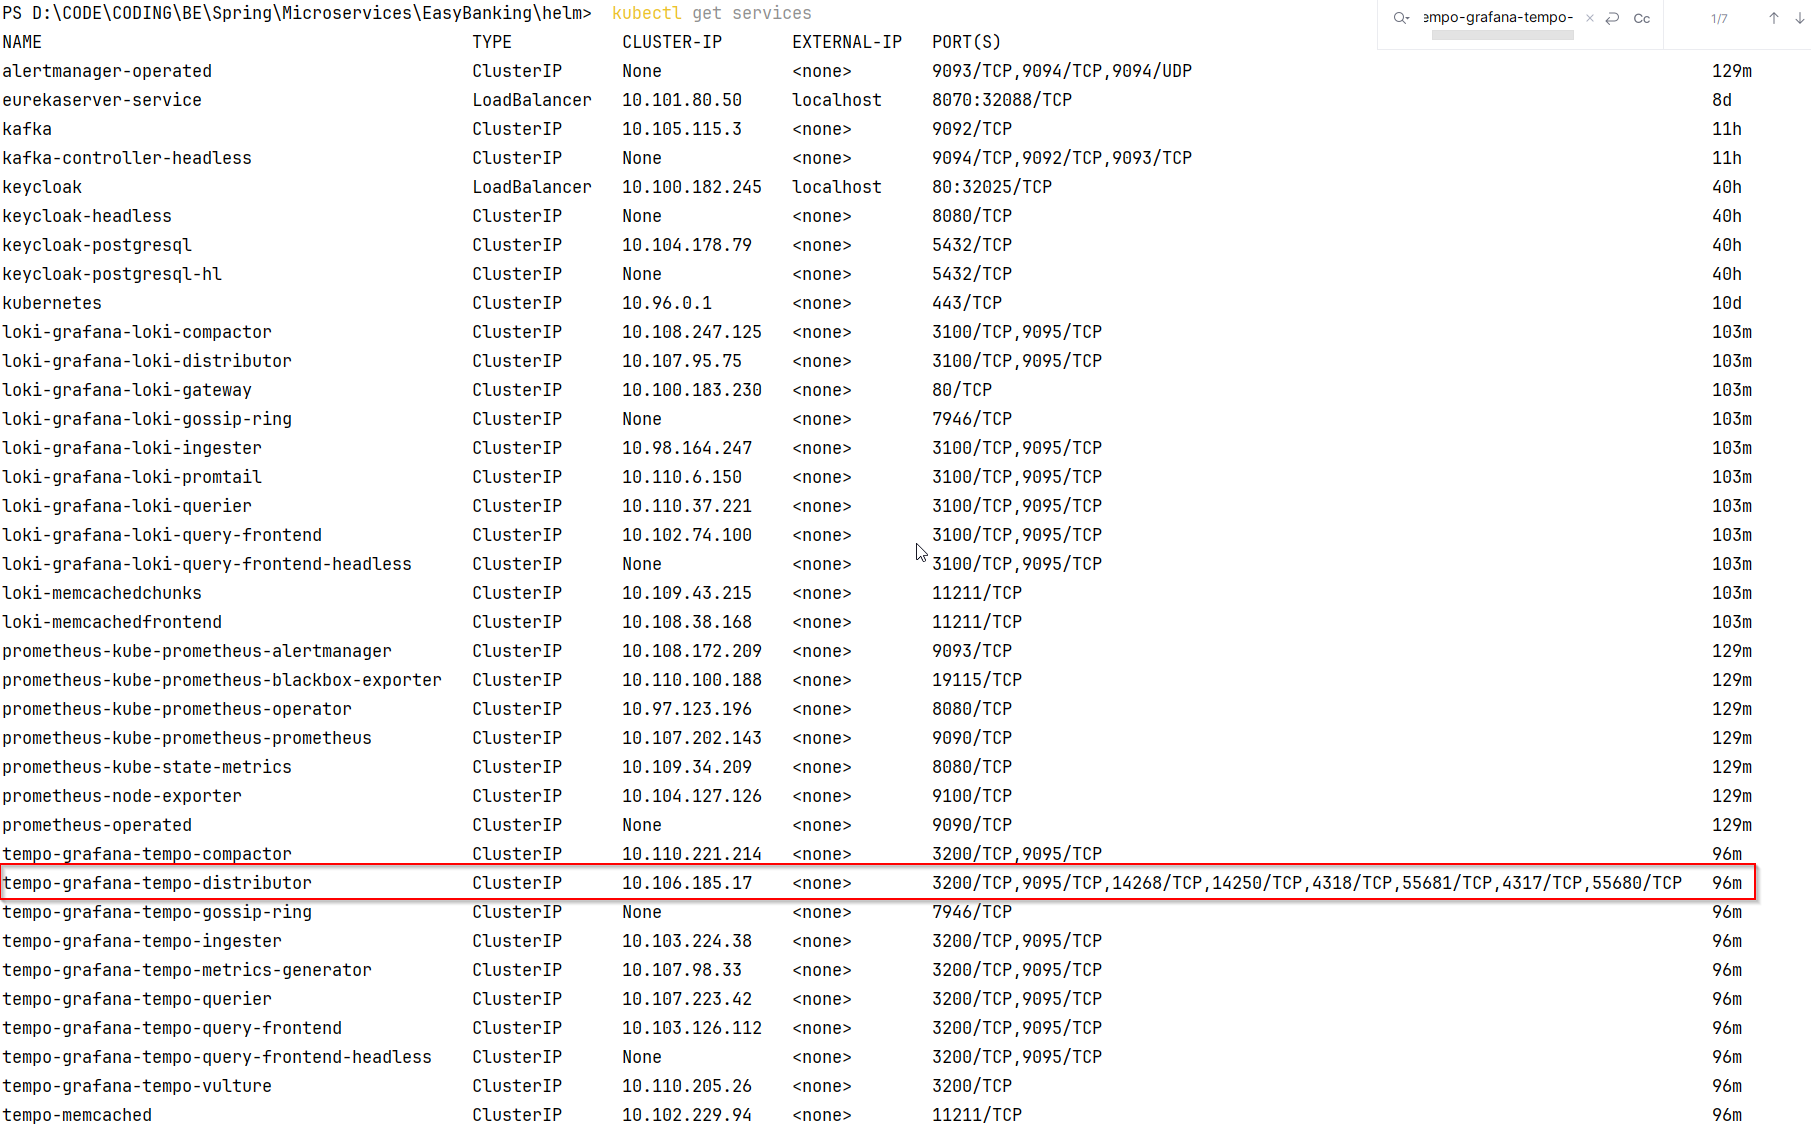 PS D:\CODE\CODING\BE\Spring\Microservices\EasyBanking\helm> kubectl get services
empo-grafana-tempo- × Cc 1/7
NAME TYPE CLUSTER-IP EXTERNAL-IP PORT(S)
alertmanager-operated ClusterIP None <none> 9093/TCP,9094/TCP,9094/UDP 129m
eurekaserver-service LoadBalancer 10.101.80.50 localhost 8070:32088/TCP 8d
kafka ClusterIP 10.105.115.3 <none> 9092/TCP 11h
kafka-controller-headless ClusterIP None <none> 9094/TCP,9092/TCP,9093/TCP 11h
keycloak LoadBalancer 10.100.182.245 localhost 80:32025/TCP 40h
keycloak-headless ClusterIP None <none> 8080/TCP 40h
keycloak-postgresql ClusterIP 10.104.178.79 <none> 5432/TCP 40h
keycloak-postgresql-hl ClusterIP None <none> 5432/TCP 40h
kubernetes ClusterIP 10.96.0.1 <none> 443/TCP 10d
loki-grafana-loki-compactor ClusterIP 10.108.247.125 <none> 3100/TCP,9095/TCP 103m
loki-grafana-loki-distributor ClusterIP 10.107.95.75 <none> 3100/TCP,9095/TCP 103m
loki-grafana-loki-gateway ClusterIP 10.100.183.230 <none> 80/TCP 103m
loki-grafana-loki-gossip-ring ClusterIP None <none> 7946/TCP 103m
loki-grafana-loki-ingester ClusterIP 10.98.164.247 <none> 3100/TCP,9095/TCP 103m
loki-grafana-loki-promtail ClusterIP 10.110.6.150 <none> 3100/TCP,9095/TCP 103m
loki-grafana-loki-querier ClusterIP 10.110.37.221 <none> 3100/TCP,9095/TCP 103m
loki-grafana-loki-query-frontend ClusterIP 10.102.74.100 <none> 3100/TCP,9095/TCP 103m
loki-grafana-loki-query-frontend-headless ClusterIP None <none> 3100/TCP,9095/TCP 103m
loki-memcachedchunks ClusterIP 10.109.43.215 <none> 11211/TCP 103m
loki-memcachedfrontend ClusterIP 10.108.38.168 <none> 11211/TCP 103m
prometheus-kube-prometheus-alertmanager ClusterIP 10.108.172.209 <none> 9093/TCP 129m
prometheus-kube-prometheus-blackbox-exporter ClusterIP 10.110.100.188 <none> 19115/TCP 129m
prometheus-kube-prometheus-operator ClusterIP 10.97.123.196 <none> 8080/TCP 129m
prometheus-kube-prometheus-prometheus ClusterIP 10.107.202.143 <none> 9090/TCP 129m
prometheus-kube-state-metrics ClusterIP 10.109.34.209 <none> 8080/TCP 129m
prometheus-node-exporter ClusterIP 10.104.127.126 <none> 9100/TCP 129m
prometheus-operated ClusterIP None <none> 9090/TCP 129m
tempo-grafana-tempo-compactor ClusterIP 10.110.221.214 <none> 3200/TCP,9095/TCP 96m
tempo-grafana-tempo-distributor ClusterIP 10.106.185.17 <none> 3200/TCP,9095/TCP,14268/TCP,14250/TCP,4318/TCP,55681/TCP,4317/TCP,55680/TCP 96m
tempo-grafana-tempo-gossip-ring ClusterIP None <none> 7946/TCP 96m
tempo-grafana-tempo-ingester ClusterIP 10.103.224.38 <none> 3200/TCP,9095/TCP 96m
tempo-grafana-tempo-metrics-generator ClusterIP 10.107.98.33 <none> 3200/TCP,9095/TCP 96m
tempo-grafana-tempo-querier ClusterIP 10.107.223.42 <none> 3200/TCP,9095/TCP 96m
tempo-grafana-tempo-query-frontend ClusterIP 10.103.126.112 <none> 3200/TCP,9095/TCP 96m
tempo-grafana-tempo-query-frontend-headless ClusterIP None <none> 3200/TCP,9095/TCP 96m
tempo-grafana-tempo-vulture ClusterIP 10.110.205.26 <none> 3200/TCP 96m
tempo-memcached ClusterIP 10.102.229.94 <none> 11211/TCP 96m